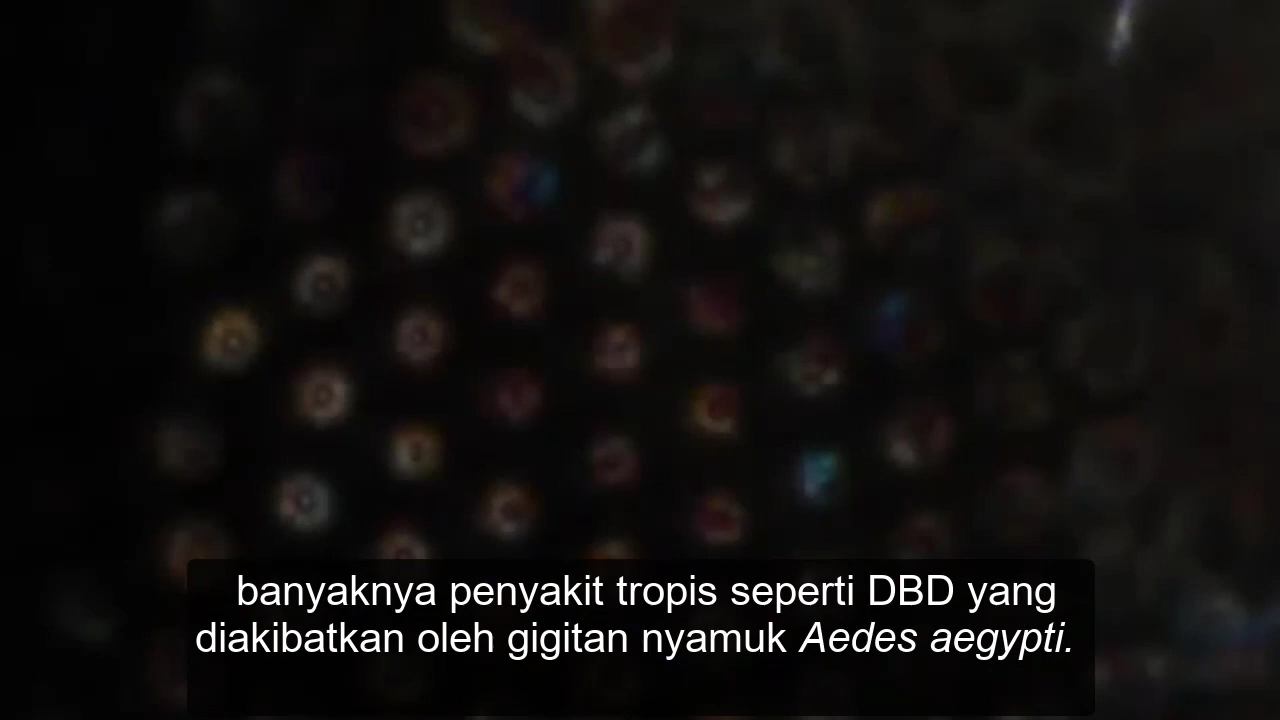 banyaknya penyakit tropis seperti DBD yang
diakibatkan oleh gigitan nyamuk Aedes aegypti.